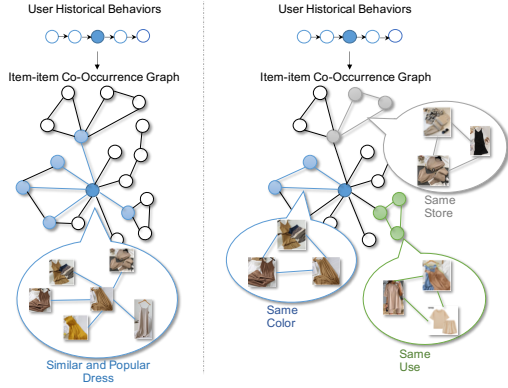 User Historical Behaviors
Item-item Co-Occurrence Graph
Similar and Popular
Dress
User Historical Behaviors
Item-item Co-Occurrence Graph
Same
Store
Same
Color
Same
Use